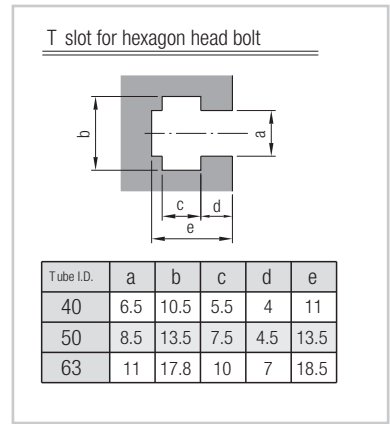 T slot for hexagon head bolt
b
a
c
d
e
Tube I.D. a b c d e
40 6.5 10.5 5.5 4 11
50 8.5 13.5 7.5 4.5 13.5
63 11 17.8 10 7 18.5